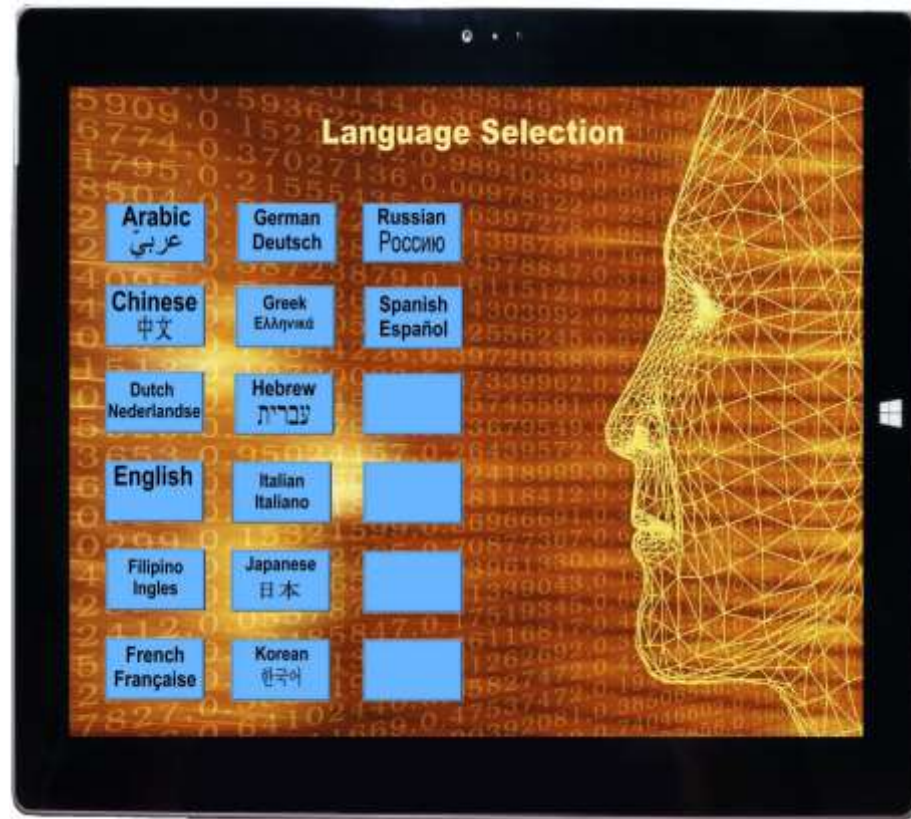 Language Selection
Arabic
عربيّ
German
Deutsch
Russian
Россию
Chinese
中文
Greek
Ελληνικά
Spanish
Español
Dutch
Nederlandse
Hebrew
עברית
English
Italian
Italiano
Filipino
Ingles
Japanese
日本
French
Française
Korean
한국어